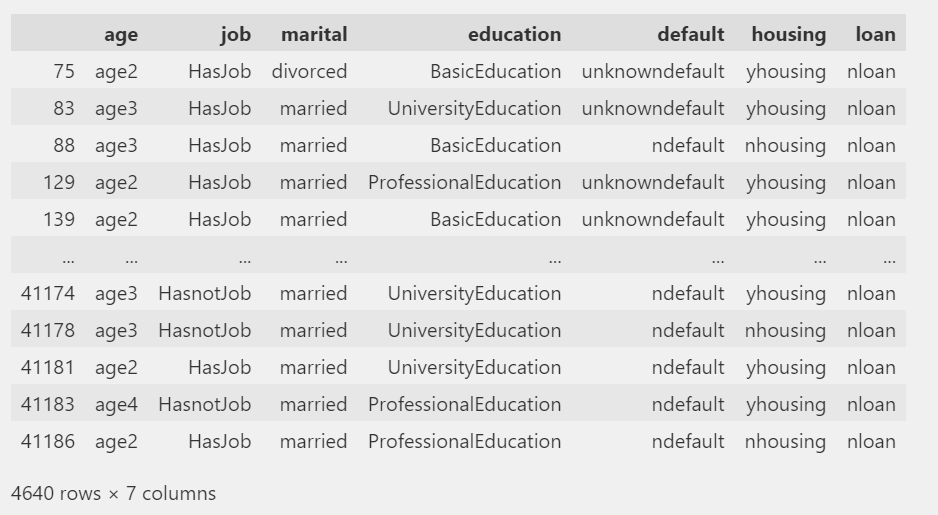 age job marital education default housing loan
75 age2 HasJob divorced BasicEducation unknowndefault yhousing nloan
83 age3 HasJob married UniversityEducation unknowndefault yhousing nloan
88 age3 HasJob married BasicEducation ndefault nhousing nloan
129 age2 HasJob married ProfessionalEducation unknowndefault yhousing nloan
139 age2 HasJob married BasicEducation unknowndefault yhousing nloan
... ... ... ... ... ... ... ...
41174 age3 HasnotJob married UniversityEducation ndefault yhousing nloan
41178 age3 HasnotJob married UniversityEducation ndefault nhousing nloan
41181 age2 HasJob married UniversityEducation ndefault yhousing nloan
41183 age4 HasnotJob married ProfessionalEducation ndefault yhousing nloan
41186 age2 HasJob married ProfessionalEducation ndefault nhousing nloan
4640 rows × 7 columns